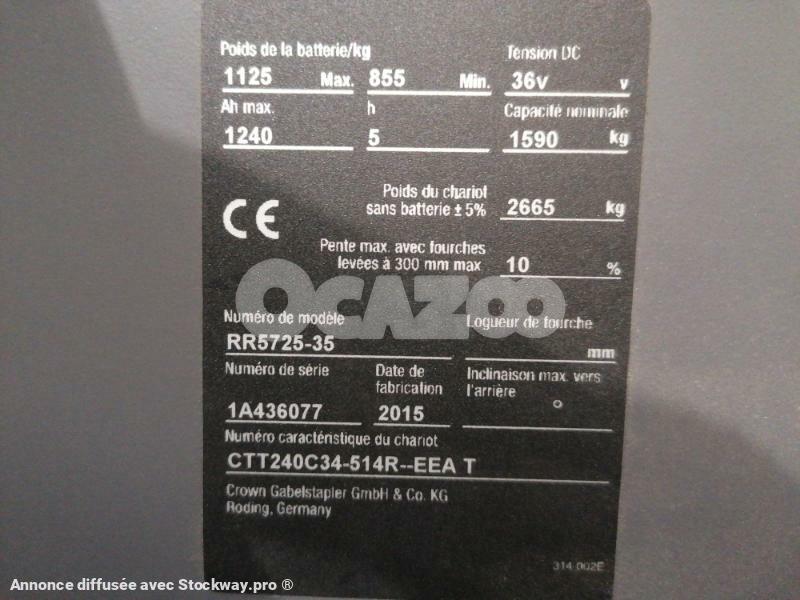 Poids de la batterie/kg
Tension DC
1125 Max. 855 Min. 36v v
Ah max. h Capacité nominale
1240 5 1590 kg
Poids du chariot
sans batterie ± 5% 2665 kg
CE
Pente max. avec fourches
levées à 300 mm max 10 %
OCAZOO
Numéro de modèle Logueur de fourche
RR5725-35 mm
Numéro de série Date de fabrication Inclinaison max. vers l'arrière
1A436077 2015 °
Numéro caractéristique du chariot
CTT240C34-514R--EEA T
Crown Gabelstapler GmbH & Co. KG
Roding, Germany
314 002E
Annonce diffusée avec Stockway.pro ®